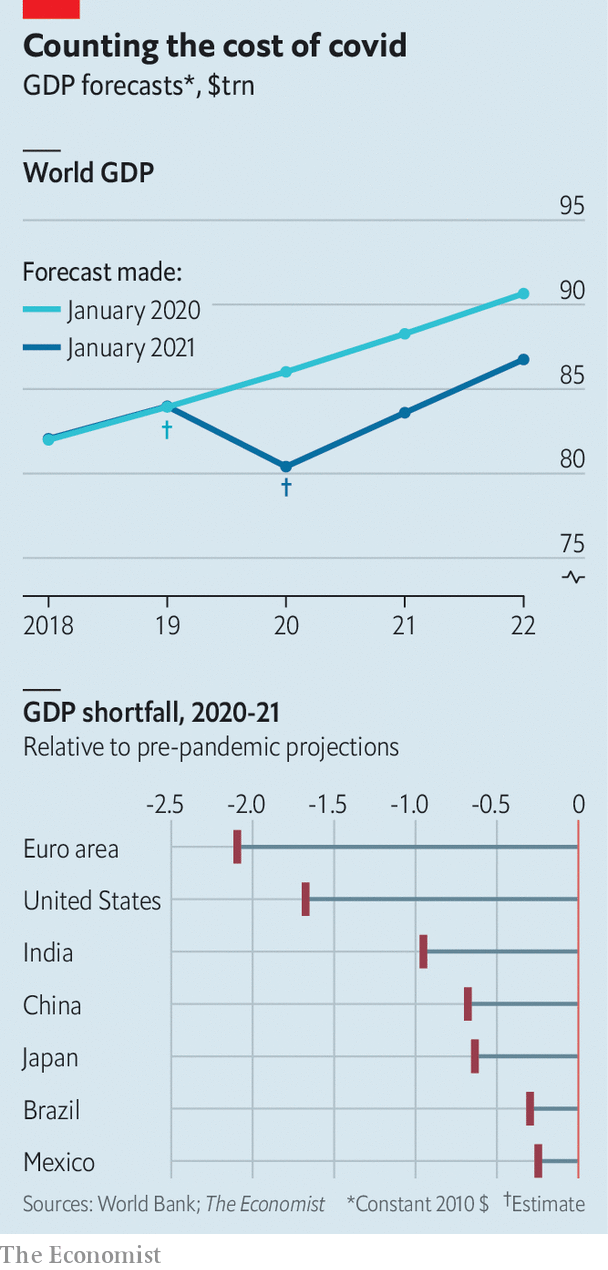 Counting the cost of covid
GDP forecasts*, $trn
World GDP
95
Forecast made:
90
January 2020
January 2021
85
†
80
†
75
2018 19 20 21 22
GDP shortfall, 2020-21
Relative to pre-pandemic projections
-2.5 -2.0 -1.5 -1.0 -0.5 0
Euro area
United States
India
China
Japan
Brazil
Mexico
Sources: World Bank; The Economist *Constant 2010 $ †Estimate
The Economist